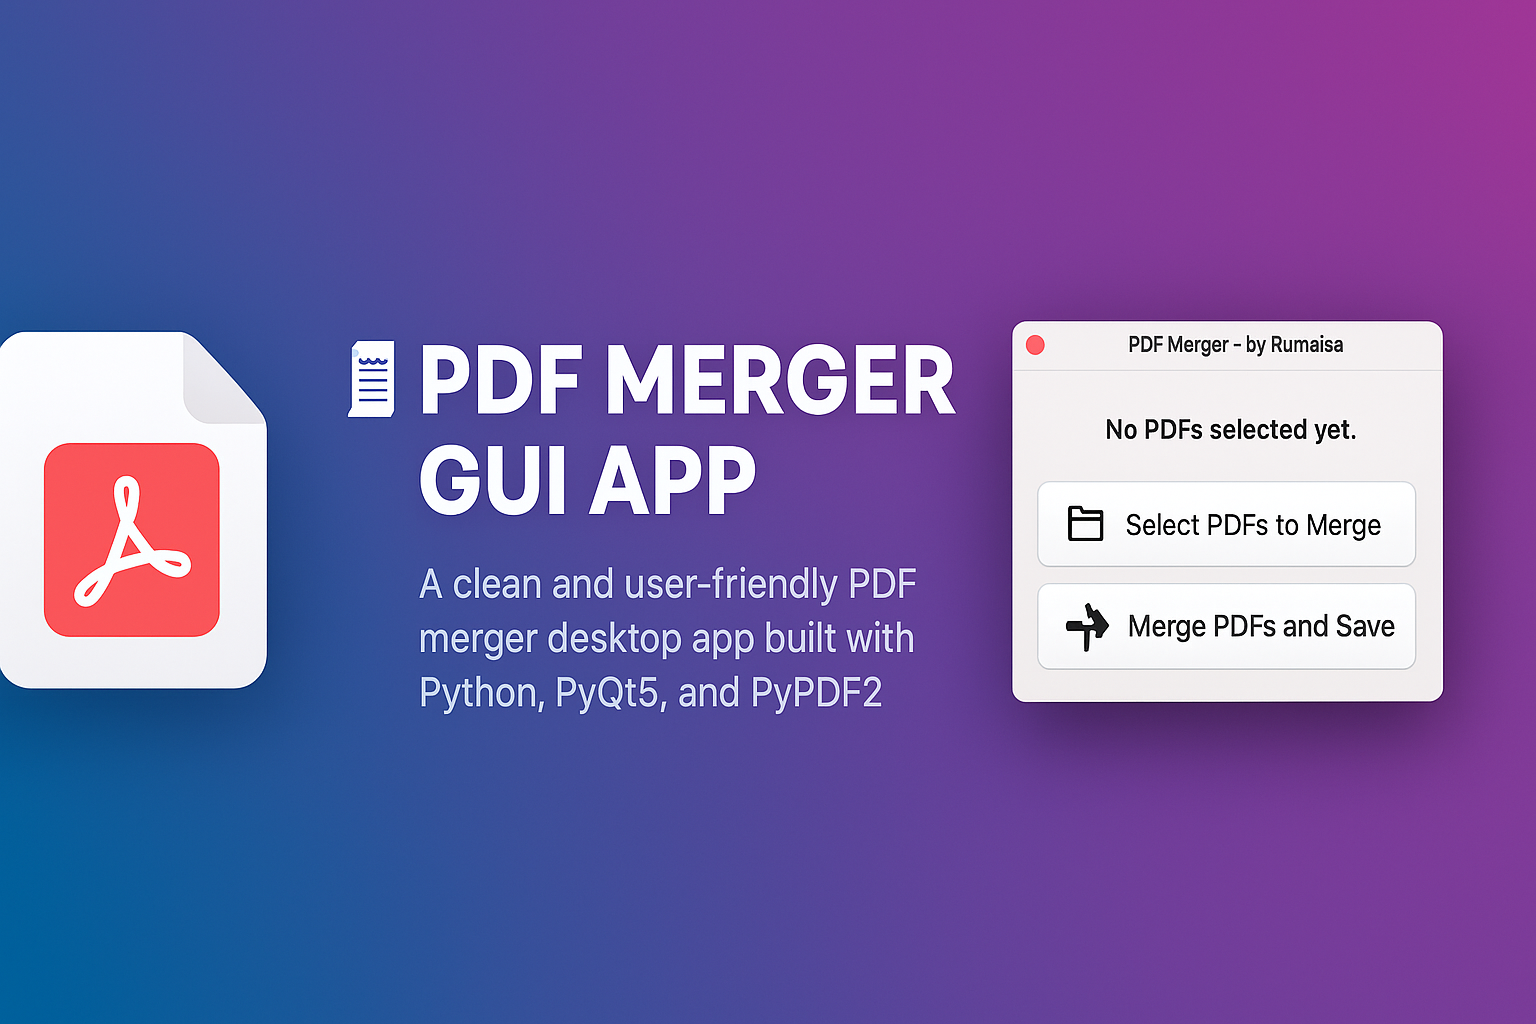 PDF MERGER
GUI APP
A clean and user-friendly PDF
merger desktop app built with
Python, PyQt5, and PyPDF2
PDF Merger - by Rumaisa
No PDFs selected yet.
Select PDFs to Merge
Merge PDFs and Save